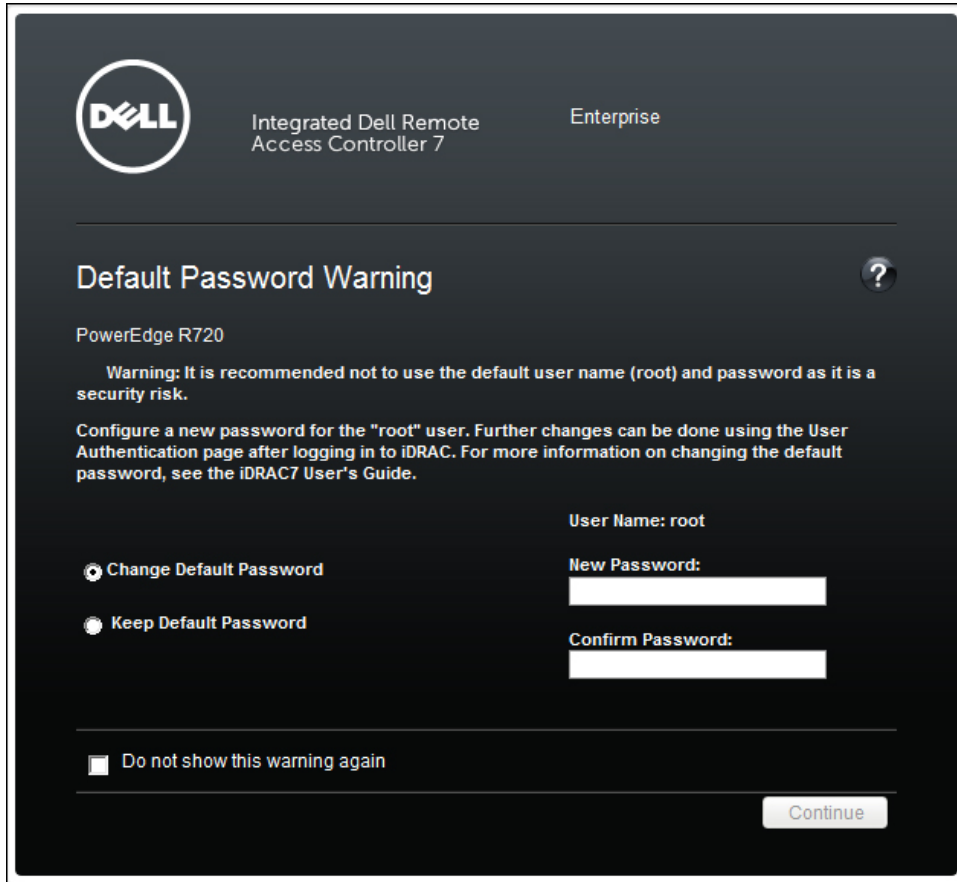 DELL
Integrated Dell Remote
Access Controller 7
Enterprise
Default Password Warning
?
PowerEdge R720
Warning: It is recommended not to use the default user name (root) and password as it is a
security risk.
Configure a new password for the "root" user. Further changes can be done using the User
Authentication page after logging in to iDRAC. For more information on changing the default
password, see the iDRAC7 User's Guide.
User Name: root
Change Default Password
New Password:
Keep Default Password
Confirm Password:
Do not show this warning again
Continue